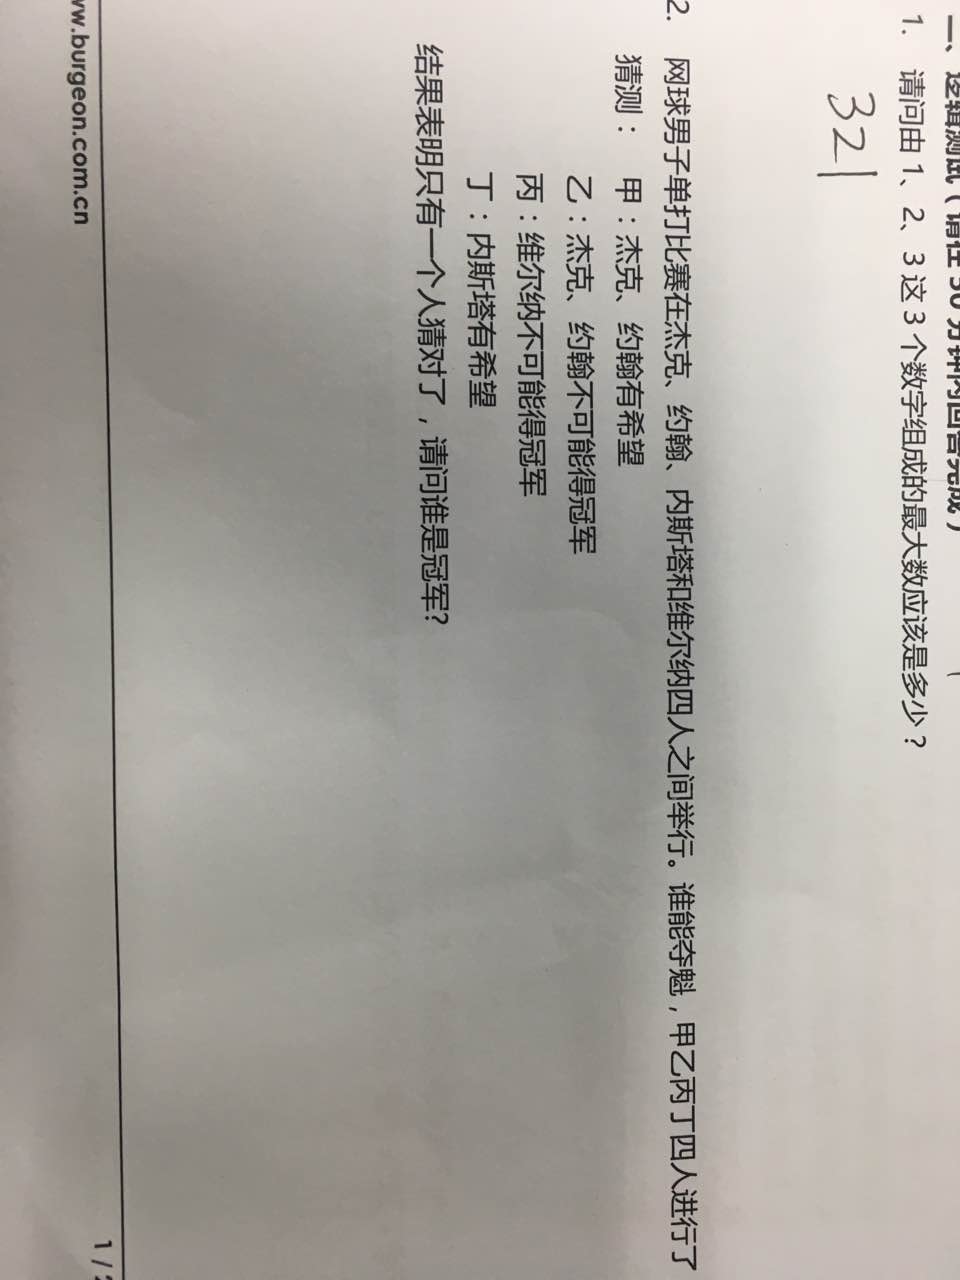 一、逻辑测试（请在 30 分钟内回答完成）
1. 请问由 1、2、3 这 3 个数字组成的最大数应该是多少？
321
2. 网球男子单打比赛在杰克、约翰、内斯塔和维尔纳四人之间举行。谁能夺魁，甲乙丙丁四人进行了
猜测： 甲：杰克、约翰有希望
乙：杰克、约翰不可能得冠军
丙：维尔纳不可能得冠军
丁：内斯塔有希望
结果表明只有一个人猜对了，请问谁是冠军?
ww.burgeon.com.cn
1 / 2